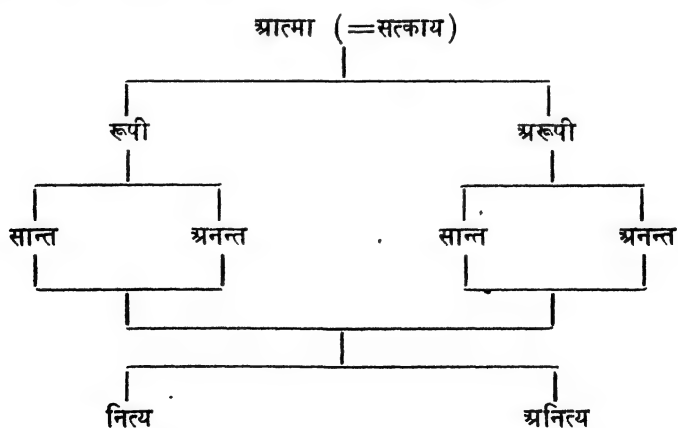 आत्मा (=सत्काय)
रूपी अरूपी
सान्त अनन्त सान्त अनन्त
नित्य अनित्य